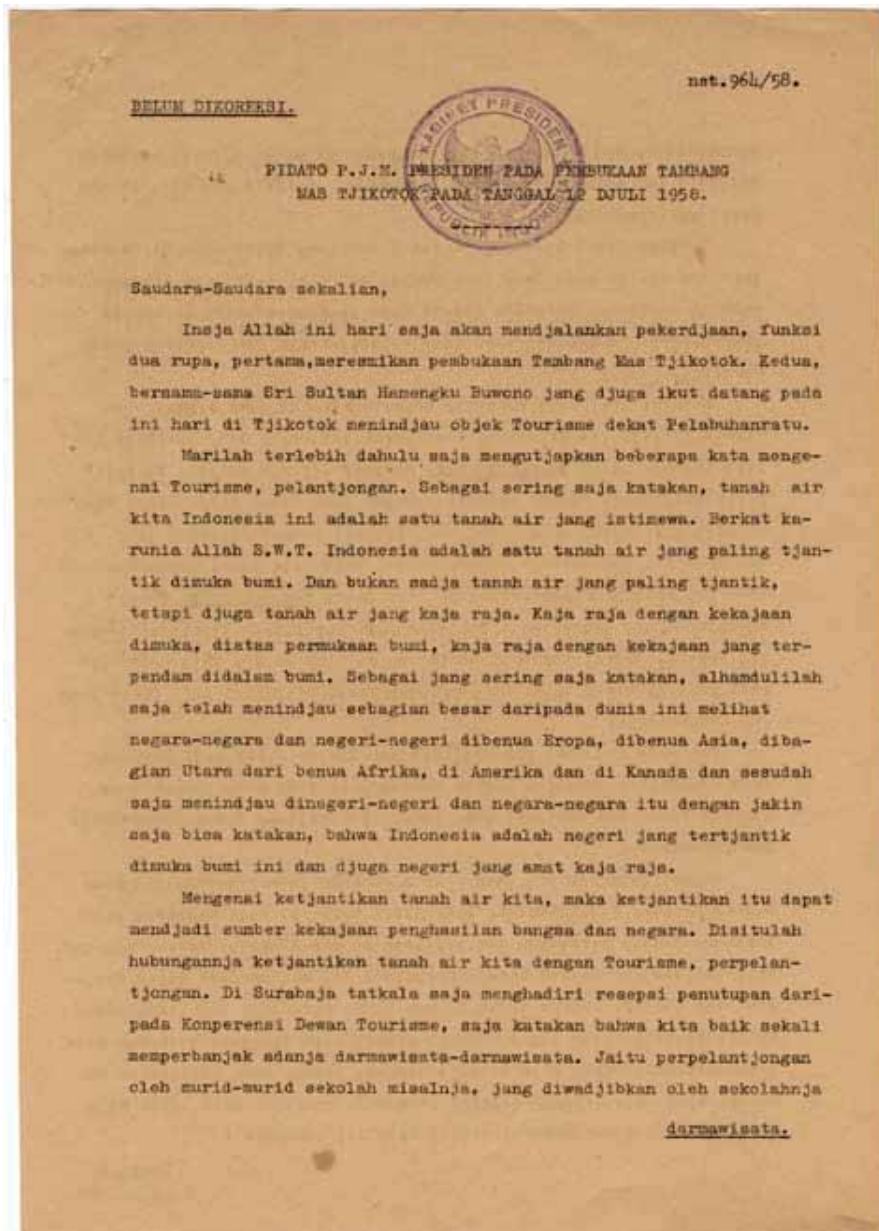 nst.964/58.
BELUM DIKOREKSI.
KABINET PRESIDEN
REPUBLIK INDONESIA
PIDATO P.J.M. PRESIDEN PADA PEMBUKAAN TAMBANG
MAS TJIKOTOK PADA TANGGAL 12 DJULI 1958.
Saudara-Saudara sekalian,
Insja Allah ini hari saja akan mendjalankan pekerdjaan, funksi
dua rupa, pertama,meresmikan pembukaan Tambang Mas Tjikotok. Kedua,
bersama-sama Sri Sultan Hamengku Buwono jang djuga ikut datang pada
ini hari di Tjikotok menindjau objek Tourisme dekat Pelabuhanratu.
Marilah terlebih dahulu saja mengutjapkan beberapa kata menge-
nai Tourisme, pelantjongan. Sebagai sering saja katakan, tanah air
kita Indonesia ini adalah satu tanah air jang istimewa. Berkat ka-
runia Allah S.W.T. Indonesia adalah satu tanah air jang paling tjan-
tik dimuka bumi. Dan bukan sadja tanah air jang paling tjantik,
tetapi djuga tanah air jang kaja raja. Kaja raja dengan kekajaan
dimuka, diatas permukaan bumi, kaja raja dengan kekajaan jang ter-
pendam didalam bumi. Sebagai jang sering saja katakan, alhamdulilah
saja telah menindjau sebagian besar daripada dunia ini melihat
negara-negara dan negeri-negeri dibenua Eropa, dibenua Asia, diba-
gian Utara dari benua Afrika, di Amerika dan di Kanada dan sesudah
saja menindjau dinegeri-negeri dan negara-negara itu dengan jakin
saja bisa katakan, bahwa Indonesia adalah negeri jang tertjantik
dimuka bumi ini dan djuga negeri jang amat kaja raja.
Mengenai ketjantikan tanah air kita, maka ketjantikan itu dapat
mendjadi sumber kekajaan penghasilan bangsa dan negara. Disitulah
hubungannja ketjantikan tanah air kita dengan Tourisme, perpelan-
tjongan. Di Surabaja tatkala saja menghadiri resepsi penutupan dari-
pada Konperensi Dewan Tourisme, saja katakan bahwa kita baik sekali
memperbanjak adanja darmawisata-darmawisata. Jaitu perpelantjongan
oleh murid-murid sekolah misalnja, jang diwadjibkan oleh sekolahnja
darmawisata.